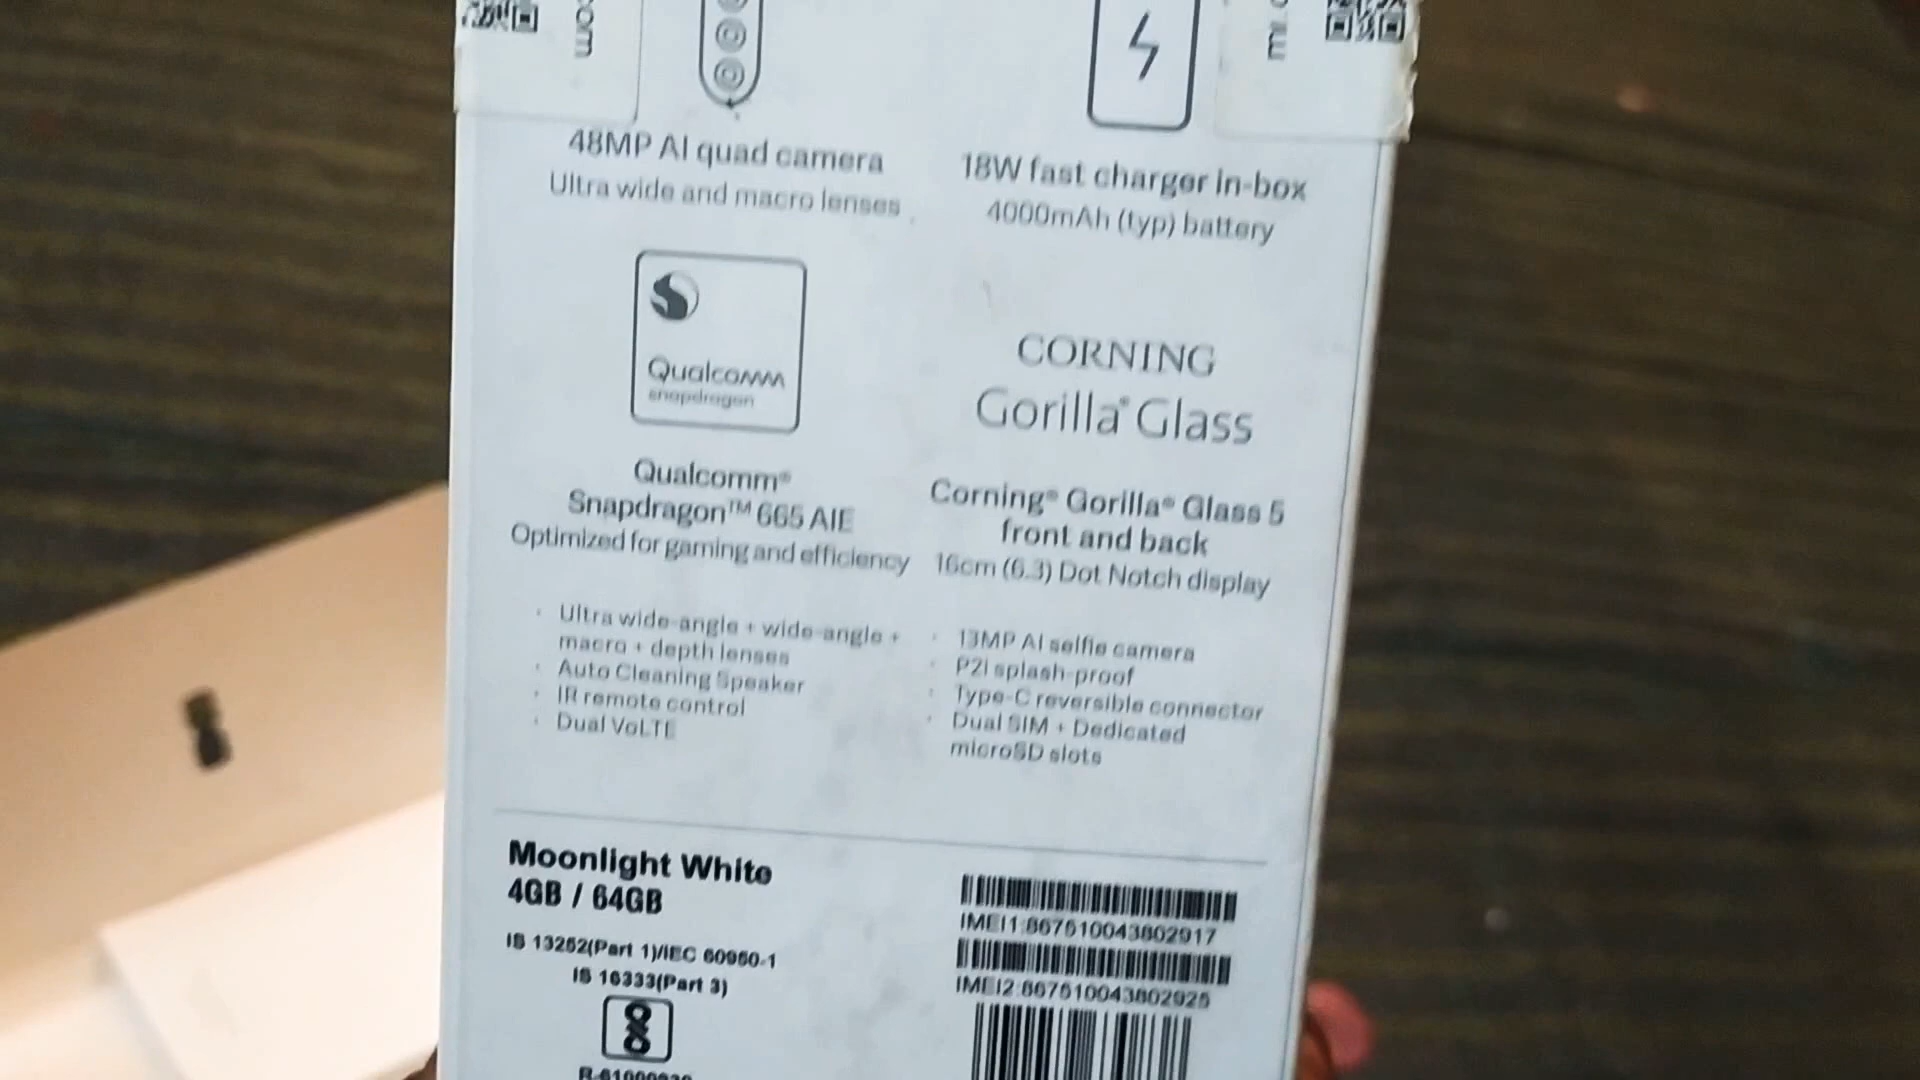 com
mi.c
48MP AI quad camera
Ultra wide and macro lenses
18W fast charger in-box
4000mAh (typ) battery
Qualcomm
snapdragon
CORNING
Gorilla® Glass
Qualcomm®
Snapdragon™ 665 AIE
Optimized for gaming and efficiency
Corning® Gorilla® Glass 5
front and back
16cm (6.3) Dot Notch display
· Ultra wide-angle + wide-angle +
macro + depth lenses
· Auto Cleaning Speaker
· IR remote control
· Dual VoLTE
· 13MP AI selfie camera
· P2i splash-proof
· Type-C reversible connector
· Dual SIM + Dedicated
microSD slots
Moonlight White
4GB / 64GB
IS 13252(Part 1)/IEC 60950-1
IS 16333(Part 3)
IMEI1:867510043802917
IMEI2:867510043802925